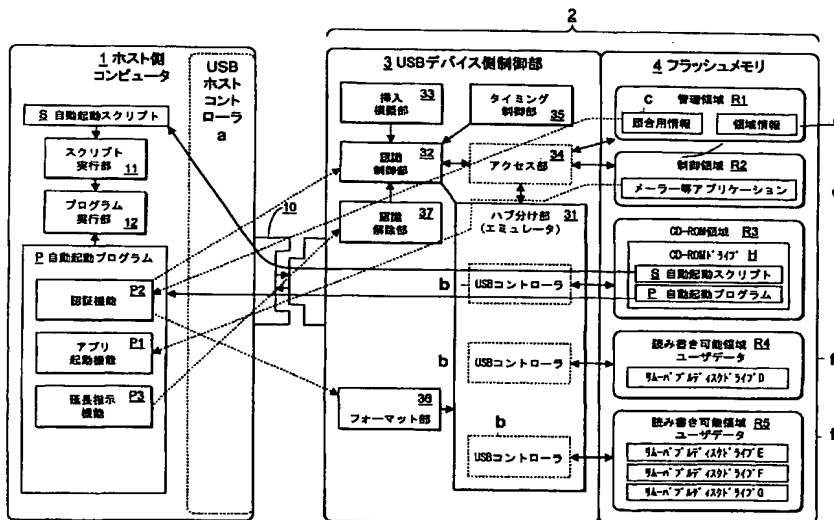 2
1 ホスト側
コンピュータ
USB
ホスト
コント
ローラ
a
S 自動起動スクリプト
スクリプト
実行部 11
プログラム
実行部 12
P 自動起動プログラム
認証機能 P2
アプリ
起動機能 P1
延長指示
機能 P3
10
3 USBデバイス側制御部
挿入
検知部 33
タイミング
制御部 35
認識
制御部 32
アクセス部 34
認識
解除部 37
ハブ分け部 31
(エミュレータ)
b
USBコントローラ
b
USBコントローラ
b
USBコントローラ
36
フォーマット部
4 フラッシュメモリ
C 管理領域 R1
照合用情報
領域情報
制御領域 R2
メーラー等アプリケーション
CD-ROM領域 R3
CD-ROMドライブ H
S 自動起動スクリプト
P 自動起動プログラム
読み書き可能領域 R4
ユーザデータ
リムーバブルディスクドライブD
f
読み書き可能領域 R5
ユーザデータ
リムーバブルディスクドライブE
リムーバブルディスクドライブF
リムーバブルディスクドライブG
f